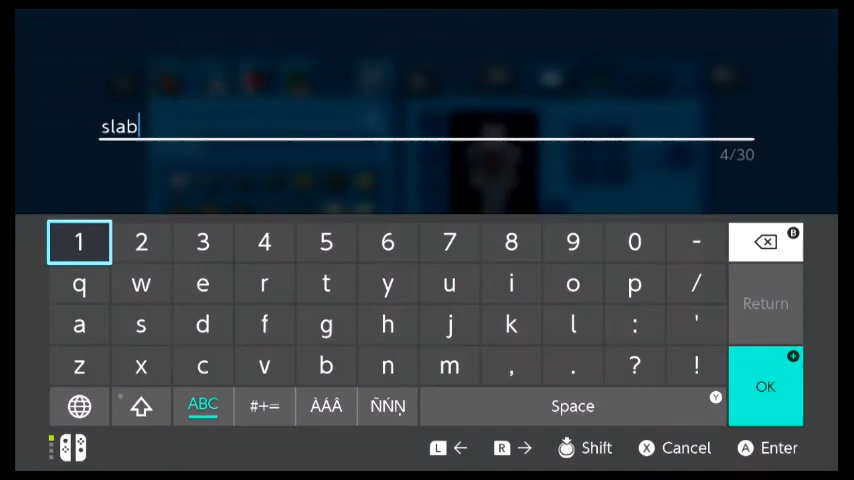 slab
4/30
1 2 3 4 5 6 7 8 9 0 - B
q w e r t y u i o p / Return
a s d f g h j k l : '
z x c v b n m , . ? ! + OK
ABC #+= ÀÁÂ ÑŃŅ Space Y
L ← R → Shift X Cancel A Enter